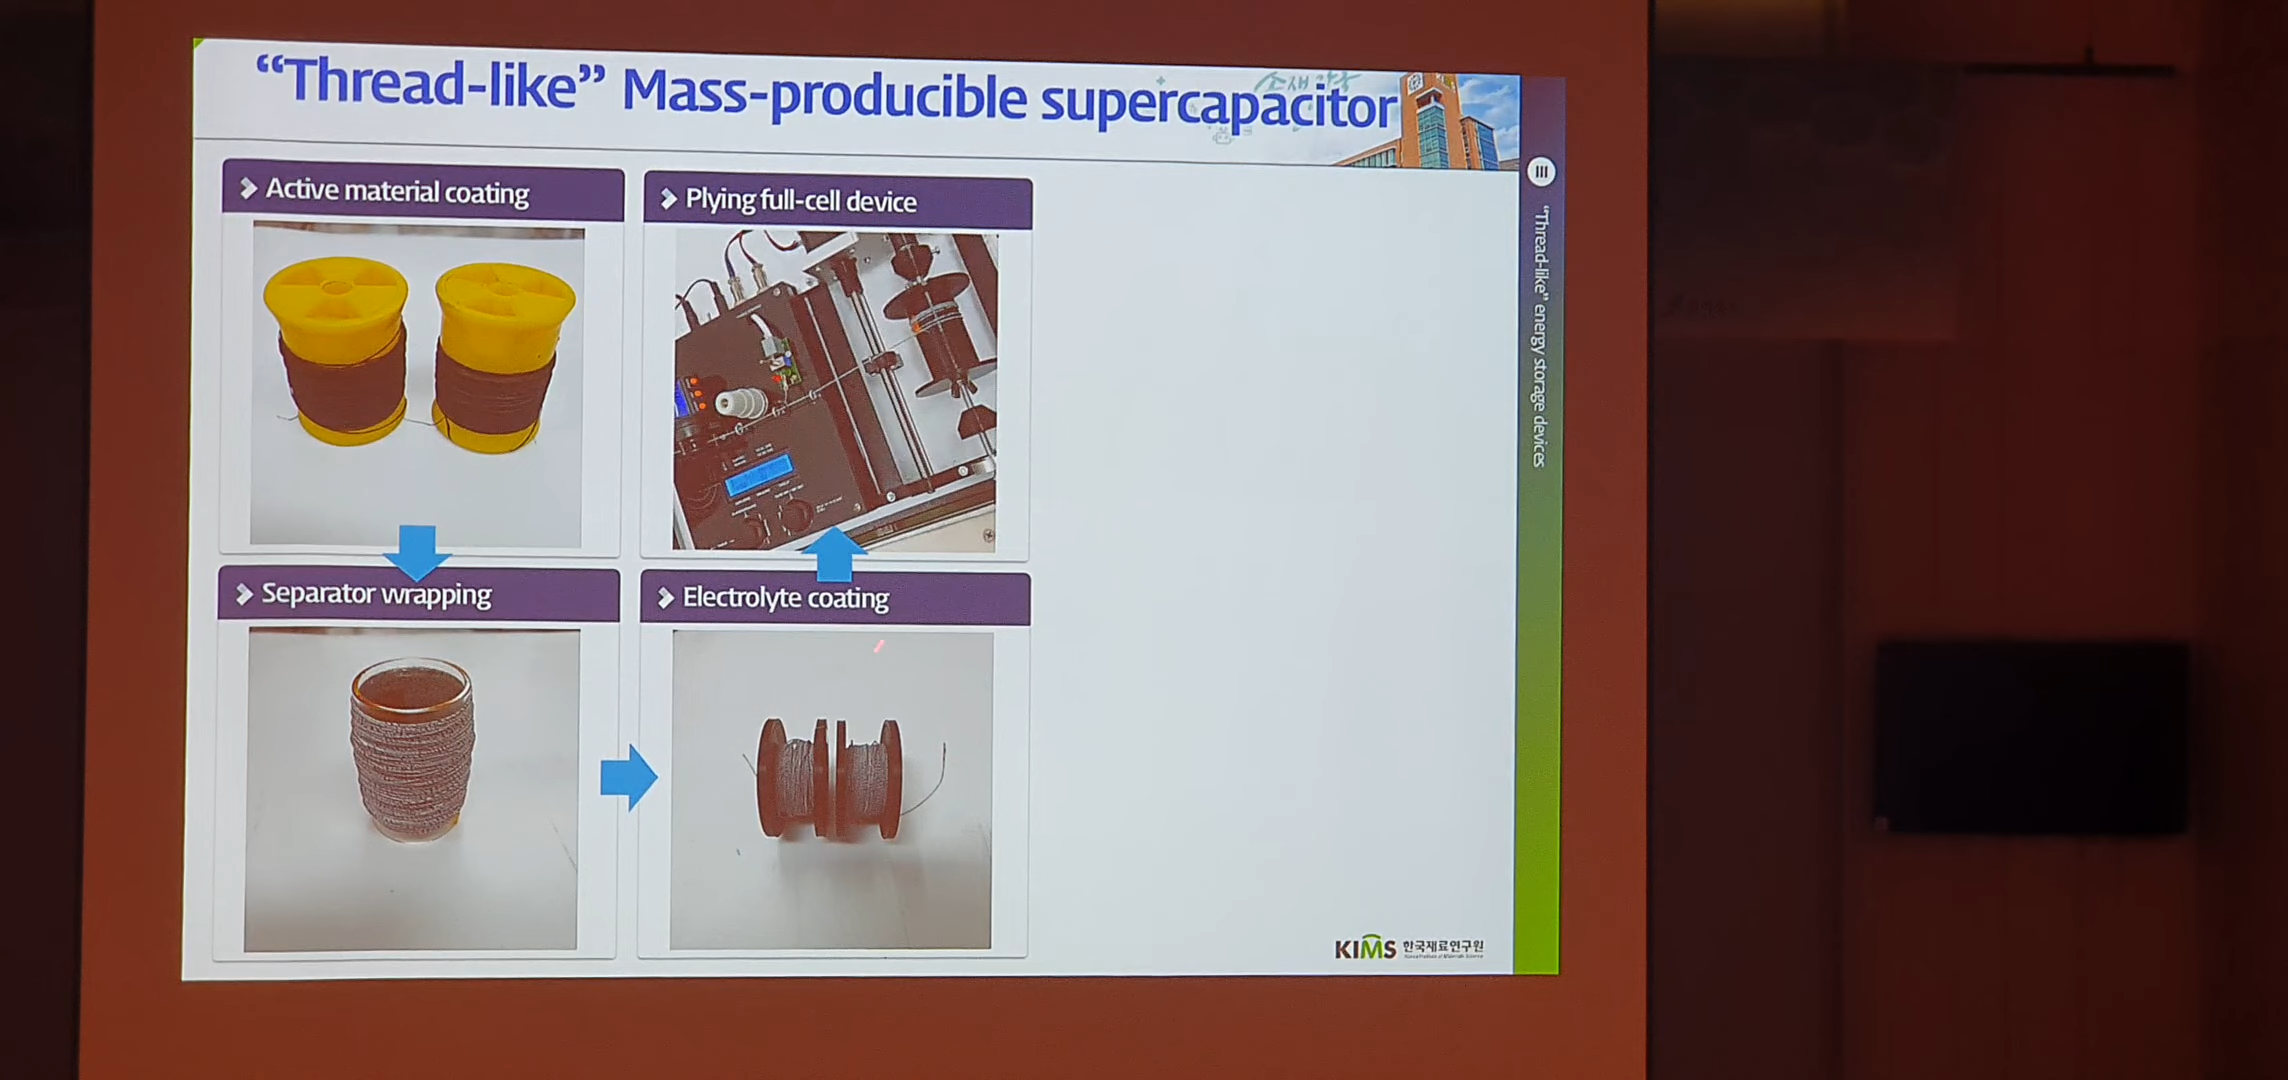 “Thread-like” Mass-producible supercapacitor
Active material coating
Plying full-cell device
Separator wrapping
Electrolyte coating
III
“Thread-like” energy storage devices
KIMS 한국재료연구원